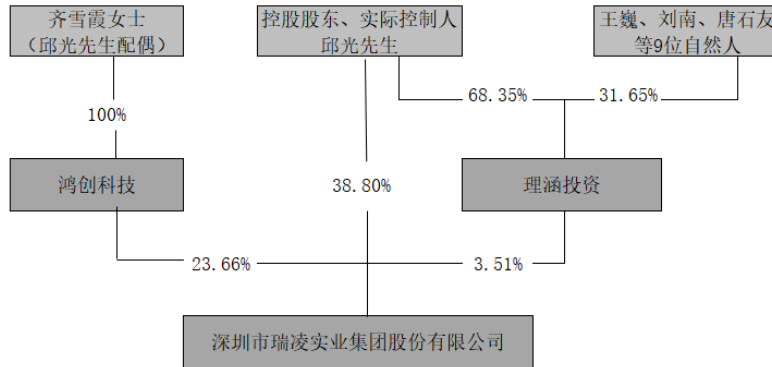 齐雪霞女士
（邱光先生配偶）
控股股东、实际控制人
邱光先生
王巍、刘南、唐石友
等9位自然人
68.35%
31.65%
100%
鸿创科技
38.80%
理涵投资
23.66%
3.51%
深圳市瑞凌实业集团股份有限公司